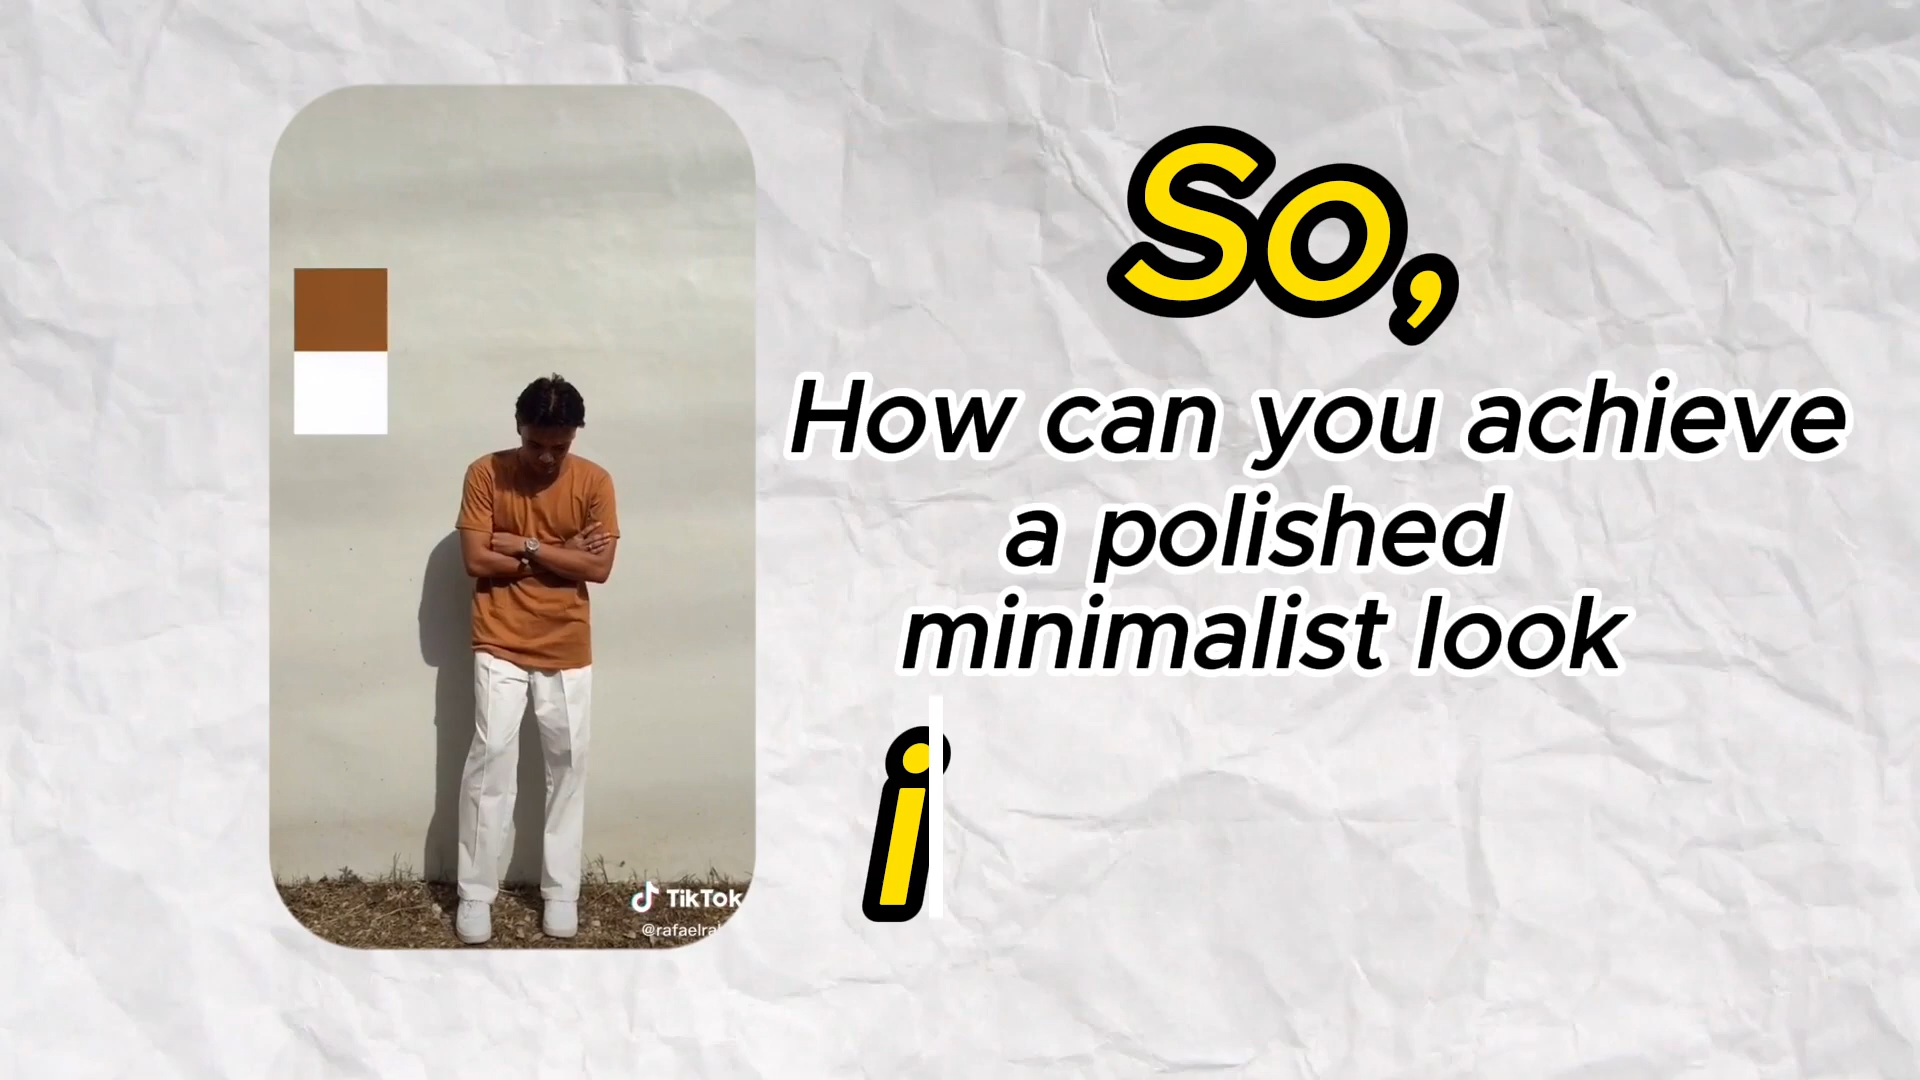 So,
How can you achieve
a polished
minimalist look
i
TikTok